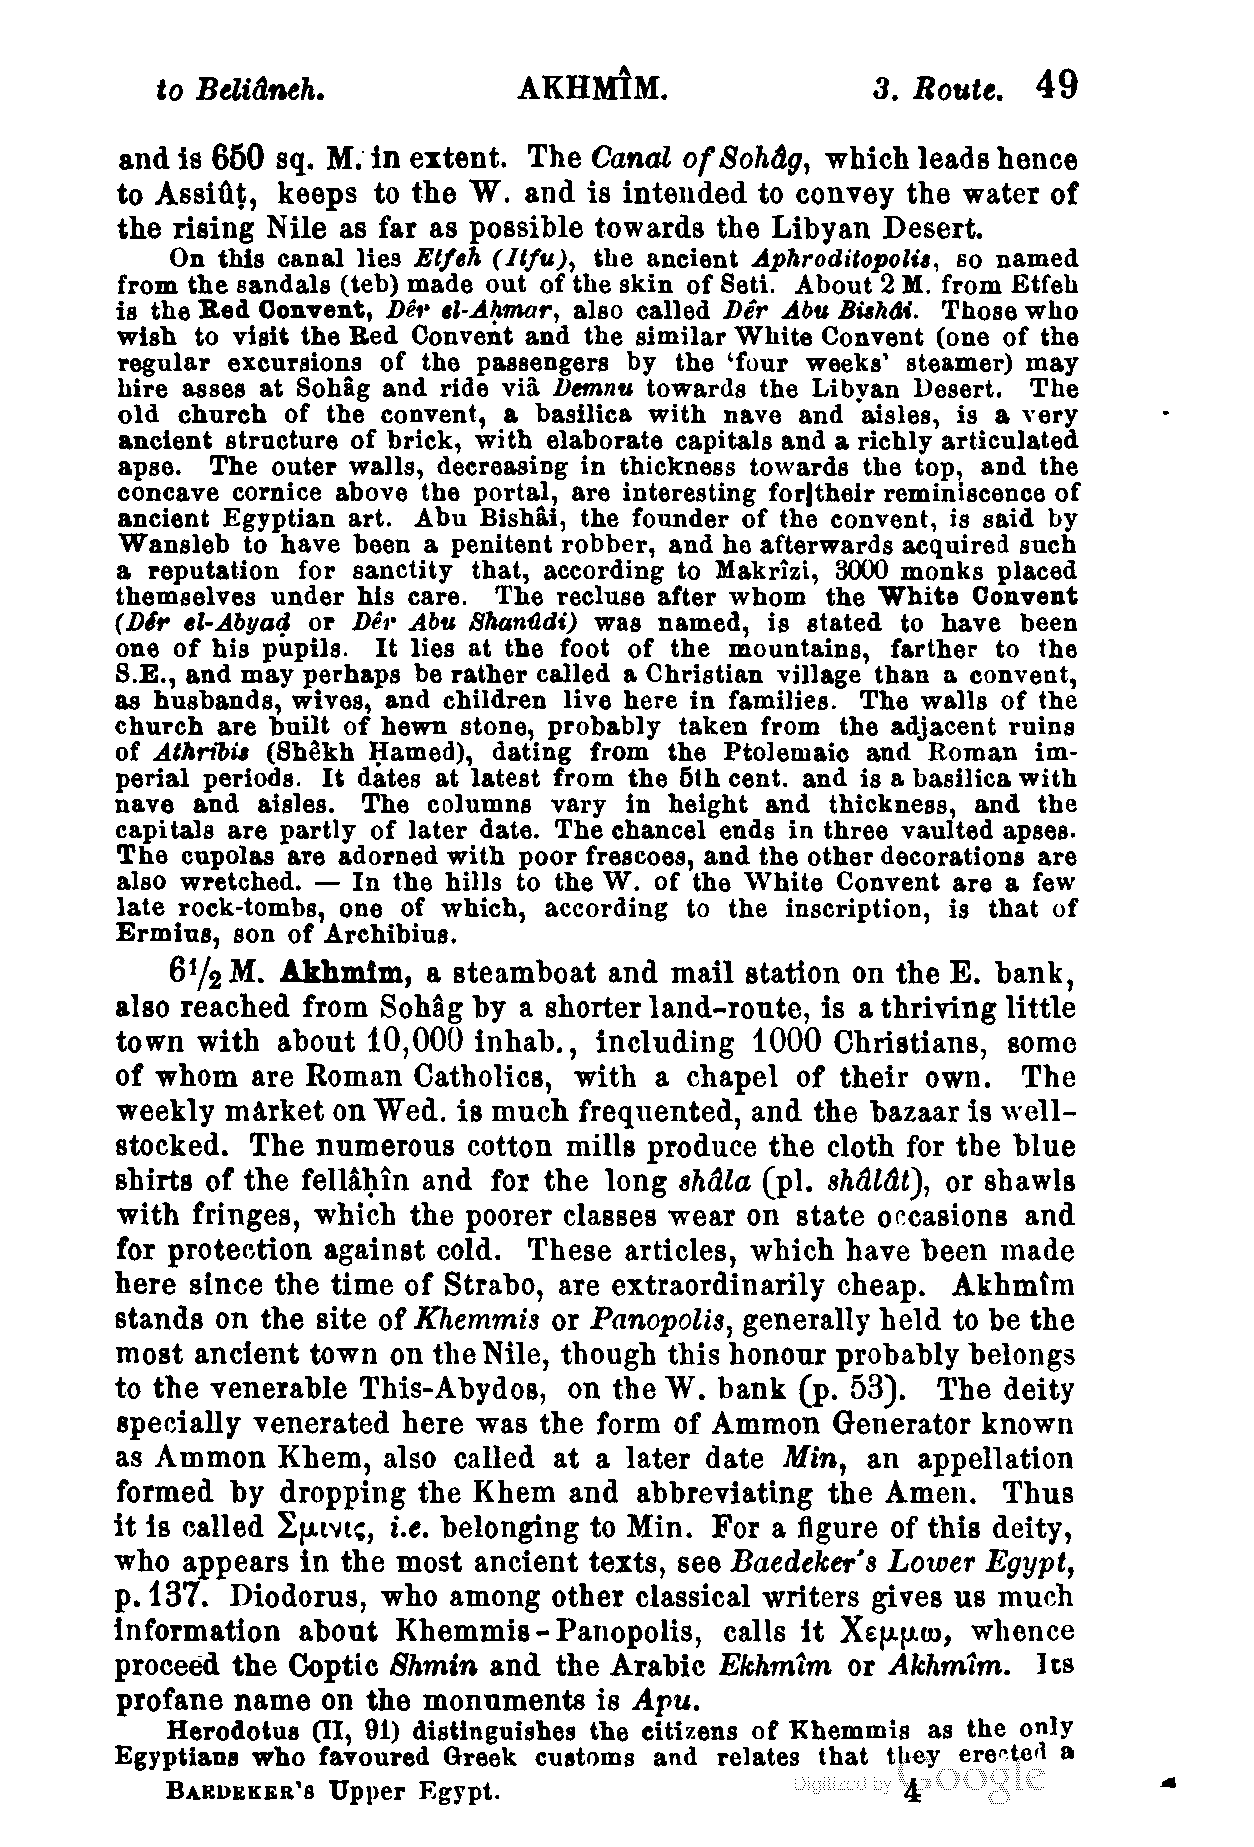 to Beliâneh. AKHMÎM. 3. Route. 49
and is 650 sq. M. in extent. The Canal of Sohâg, which leads hence
to Assiûṭ, keeps to the W. and is intended to convey the water of
the rising Nile as far as possible towards the Libyan Desert.
On this canal lies Etfeh (Itfu), the ancient Aphroditopolis, so named
from the sandals (teb) made out of the skin of Seti. About 2 M. from Etfeh
is the Red Convent, Dêr el-Aḥmar, also called Dêr Abu Bishâi. Those who
wish to visit the Red Convent and the similar White Convent (one of the
regular excursions of the passengers by the ‘four weeks’ steamer) may
hire asses at Sohâg and ride viâ Demnu towards the Libyan Desert. The
old church of the convent, a basilica with nave and aisles, is a very
ancient structure of brick, with elaborate capitals and a richly articulated
apse. The outer walls, decreasing in thickness towards the top, and the
concave cornice above the portal, are interesting for their reminiscence of
ancient Egyptian art. Abu Bishâi, the founder of the convent, is said by
Wansleb to have been a penitent robber, and he afterwards acquired such
a reputation for sanctity that, according to Makrîzi, 3000 monks placed
themselves under his care. The recluse after whom the White Convent
(Dêr el-Abyaḍ or Dêr Abu Shanûdi) was named, is stated to have been
one of his pupils. It lies at the foot of the mountains, farther to the
S.E., and may perhaps be rather called a Christian village than a convent,
as husbands, wives, and children live here in families. The walls of the
church are built of hewn stone, probably taken from the adjacent ruins
of Athribis (Shêkh Ḥamed), dating from the Ptolemaic and Roman im-
perial periods. It dates at latest from the 5th cent. and is a basilica with
nave and aisles. The columns vary in height and thickness, and the
capitals are partly of later date. The chancel ends in three vaulted apses.
The cupolas are adorned with poor frescoes, and the other decorations are
also wretched. — In the hills to the W. of the White Convent are a few
late rock-tombs, one of which, according to the inscription, is that of
Ermius, son of Archibius.
6½ M. Akhmîm, a steamboat and mail station on the E. bank,
also reached from Sohâg by a shorter land-route, is a thriving little
town with about 10,000 inhab., including 1000 Christians, some
of whom are Roman Catholics, with a chapel of their own. The
weekly market on Wed. is much frequented, and the bazaar is well-
stocked. The numerous cotton mills produce the cloth for the blue
shirts of the fellâḥîn and for the long shâla (pl. shâlât), or shawls
with fringes, which the poorer classes wear on state occasions and
for protection against cold. These articles, which have been made
here since the time of Strabo, are extraordinarily cheap. Akhmîm
stands on the site of Khemmis or Panopolis, generally held to be the
most ancient town on the Nile, though this honour probably belongs
to the venerable This-Abydos, on the W. bank (p. 53). The deity
specially venerated here was the form of Ammon Generator known
as Ammon Khem, also called at a later date Min, an appellation
formed by dropping the Khem and abbreviating the Amen. Thus
it is called Σμινις, i.e. belonging to Min. For a figure of this deity,
who appears in the most ancient texts, see Baedeker's Lower Egypt,
p. 137. Diodorus, who among other classical writers gives us much
information about Khemmis-Panopolis, calls it Χεμμω, whence
proceed the Coptic Shmin and the Arabic Ekhmîm or Akhmîm. Its
profane name on the monuments is Apu.
Herodotus (II, 91) distinguishes the citizens of Khemmis as the only
Egyptians who favoured Greek customs and relates that they erected a
BAEDEKER'S Upper Egypt. 4
Digitized by Google